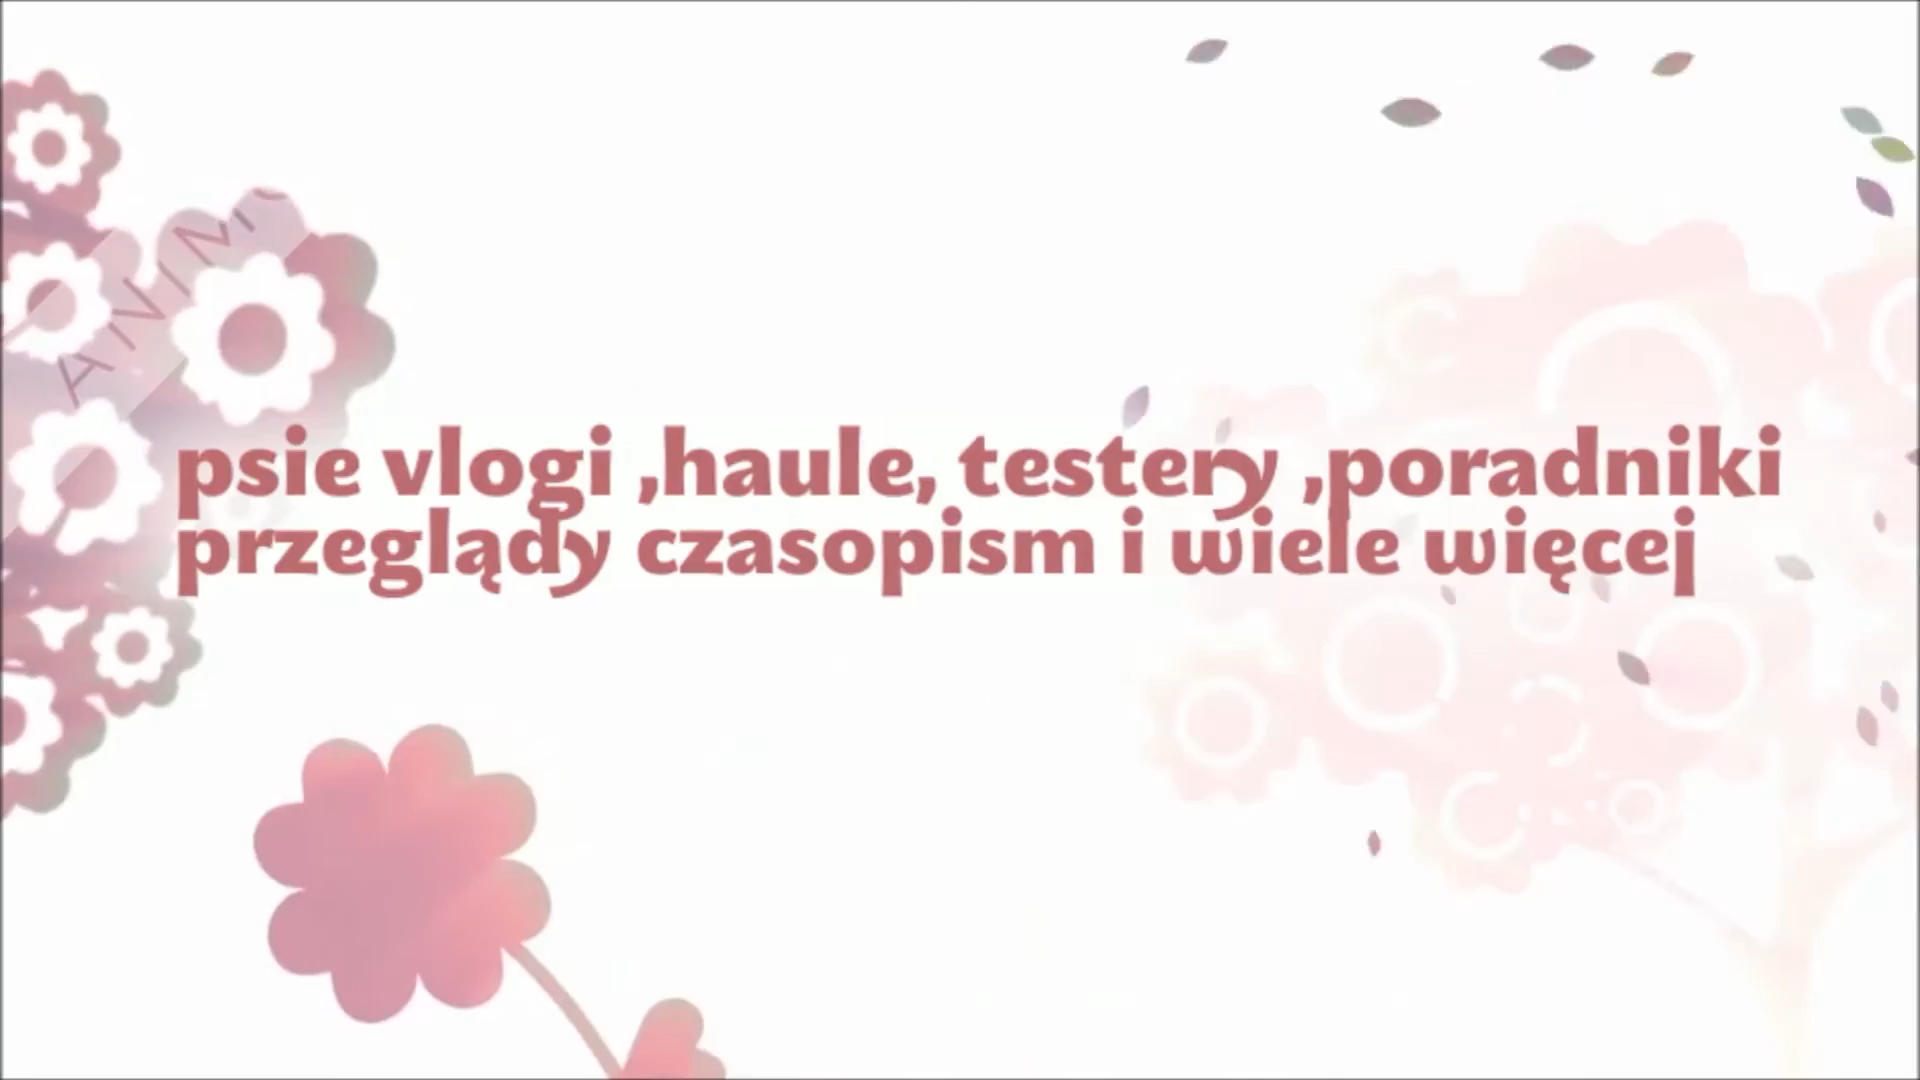 psie vlogi ,haule, testery ,poradniki
przeglądy czasopism i wiele więcej